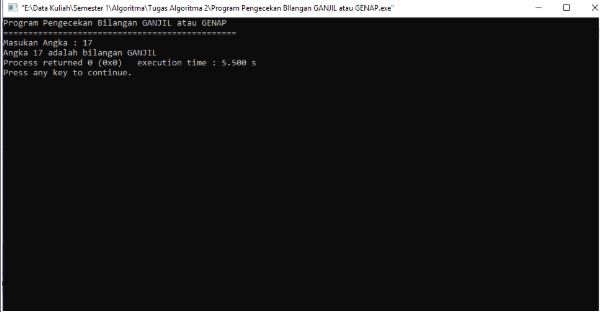 "E:\Data Kuliah\Semester 1\Algoritma\Tugas Algoritma 2\Program Pengecekan BIlangan GANJIL atau GENAP.exe"
Program Pengecekan BIlangan GANJIL atau GENAP
==============================================
Masukan Angka : 17
Angka 17 adalah bilangan GANJIL
Process returned 0 (0x0)   execution time : 5.500 s
Press any key to continue.